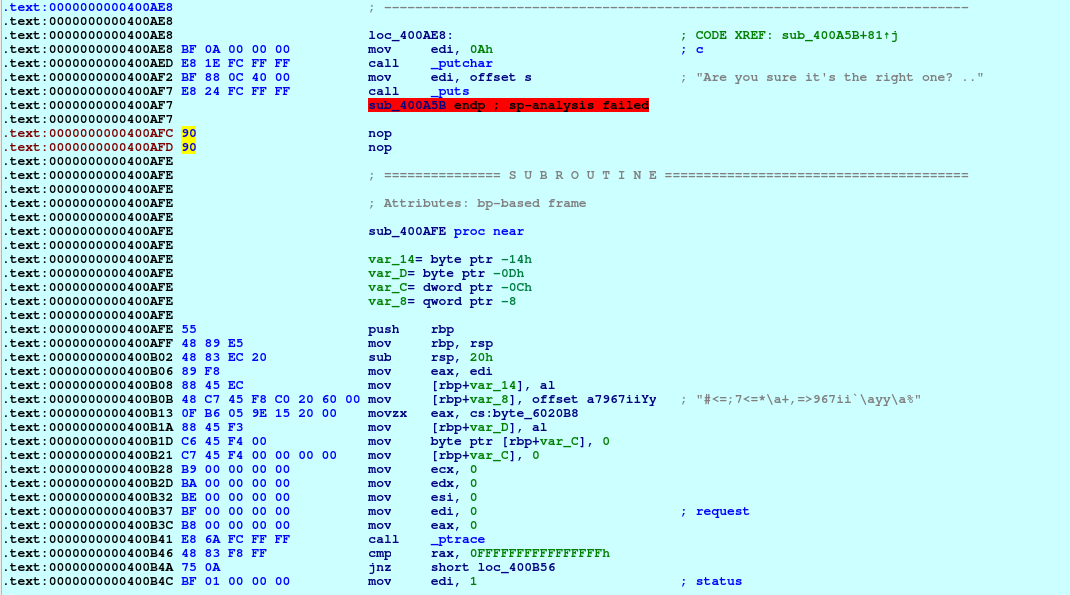 .text:0000000000400AE8 ; ---------------------------------------------------------------------------
.text:0000000000400AE8
.text:0000000000400AE8 loc_400AE8: ; CODE XREF: sub_400A5B+81↑j
.text:0000000000400AE8 BF 0A 00 00 00 mov edi, 0Ah ; c
.text:0000000000400AED E8 1E FC FF FF call _putchar
.text:0000000000400AF2 BF 88 0C 40 00 mov edi, offset s ; "Are you sure it's the right one? .."
.text:0000000000400AF7 E8 24 FC FF FF call _puts
.text:0000000000400AF7 sub_400A5B endp ; sp-analysis failed
.text:0000000000400AF7
.text:0000000000400AFC 90 nop
.text:0000000000400AFD 90 nop
.text:0000000000400AFE
.text:0000000000400AFE ; =============== S U B R O U T I N E =======================================
.text:0000000000400AFE
.text:0000000000400AFE ; Attributes: bp-based frame
.text:0000000000400AFE
.text:0000000000400AFE sub_400AFE proc near
.text:0000000000400AFE
.text:0000000000400AFE var_14= byte ptr -14h
.text:0000000000400AFE var_D= byte ptr -0Dh
.text:0000000000400AFE var_C= dword ptr -0Ch
.text:0000000000400AFE var_8= qword ptr -8
.text:0000000000400AFE
.text:0000000000400AFE 55 push rbp
.text:0000000000400AFF 48 89 E5 mov rbp, rsp
.text:0000000000400B02 48 83 EC 20 sub rsp, 20h
.text:0000000000400B06 89 F8 mov eax, edi
.text:0000000000400B08 88 45 EC mov [rbp+var_14], al
.text:0000000000400B0B 48 C7 45 F8 C0 20 60 00 mov [rbp+var_8], offset a7967iiYy ; "#<=;7<=*\a+,=>967ii`\ayy\a%"
.text:0000000000400B13 0F B6 05 9E 15 20 00 movzx eax, cs:byte_6020B8
.text:0000000000400B1A 88 45 F3 mov [rbp+var_D], al
.text:0000000000400B1D C6 45 F4 00 mov byte ptr [rbp+var_C], 0
.text:0000000000400B21 C7 45 F4 00 00 00 00 mov [rbp+var_C], 0
.text:0000000000400B28 B9 00 00 00 00 mov ecx, 0
.text:0000000000400B2D BA 00 00 00 00 mov edx, 0
.text:0000000000400B32 BE 00 00 00 00 mov esi, 0
.text:0000000000400B37 BF 00 00 00 00 mov edi, 0 ; request
.text:0000000000400B3C B8 00 00 00 00 mov eax, 0
.text:0000000000400B41 E8 6A FC FF FF call _ptrace
.text:0000000000400B46 48 83 F8 FF cmp rax, 0FFFFFFFFFFFFFFFFh
.text:0000000000400B4A 75 0A jnz short loc_400B56
.text:0000000000400B4C BF 01 00 00 00 mov edi, 1 ; status